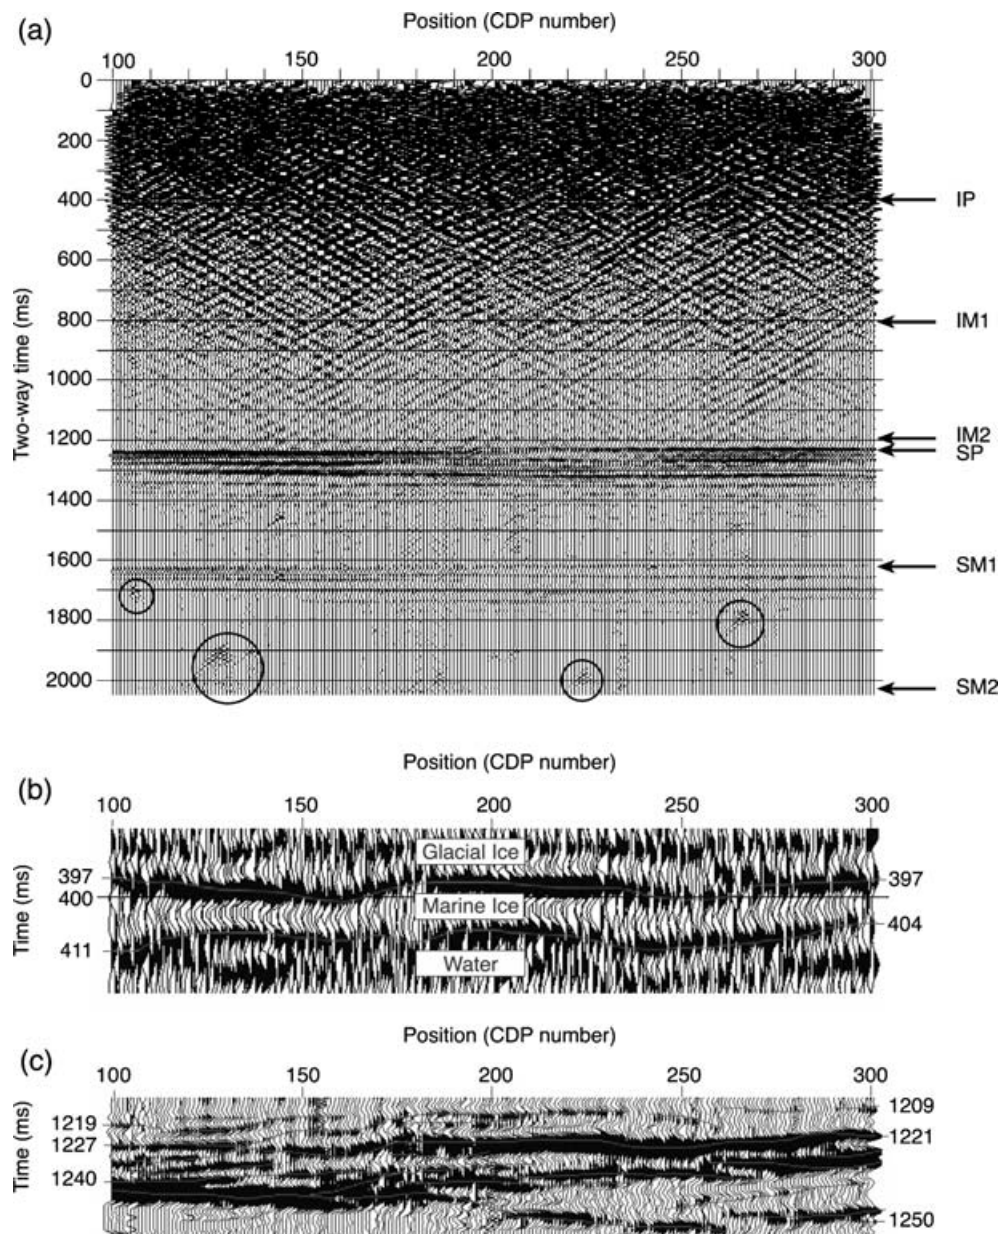 Position (CDP number)
(a)
100 150 200 250 300
0
200
400 IP
600
800 IM1
1000
1200 IM2
SP
1400
1600 SM1
1800
2000 SM2
Two-way time (ms)
Position (CDP number)
(b)
100 150 200 250 300
Glacial Ice
397 397
400 Marine Ice
404
411 Water
Time (ms)
Position (CDP number)
(c)
100 150 200 250 300
1209
1219
1227 1221
1240
1250
Time (ms)